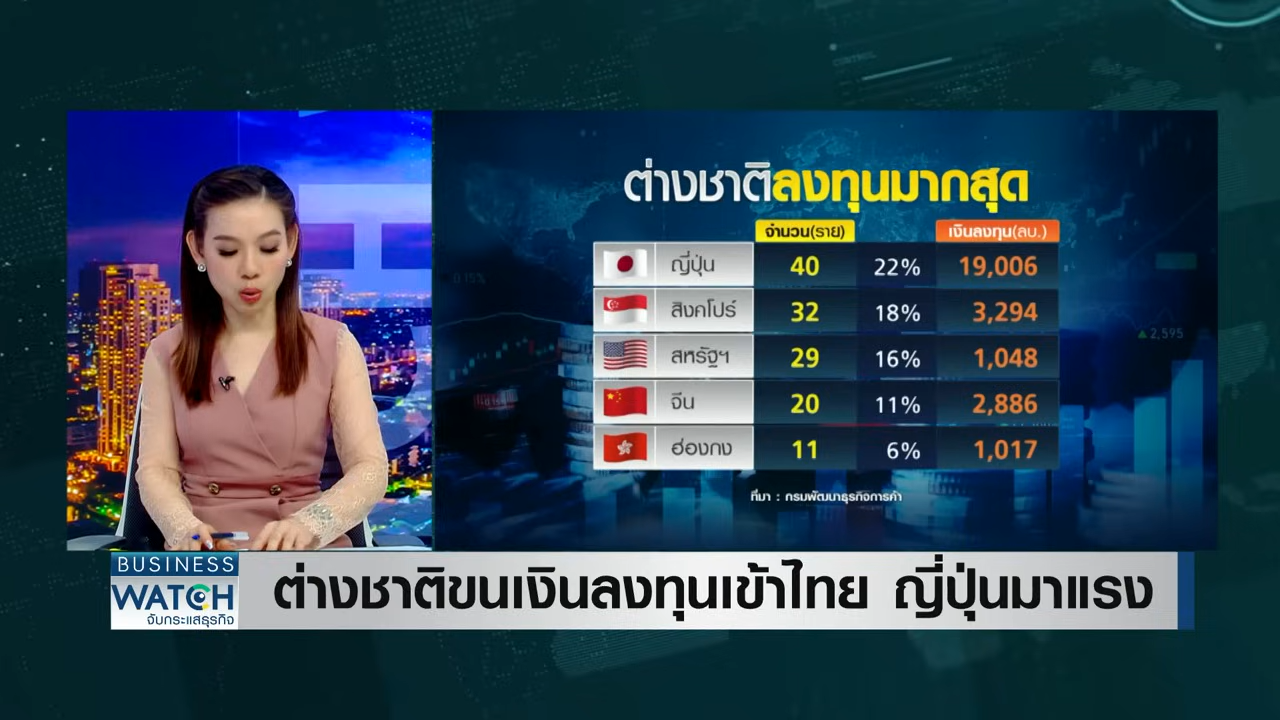 ต่างชาติลงทุนมากสุด
จำนวน(ราย) เงินลงทุน(ลบ.)
ญี่ปุ่น 40 22% 19,006
สิงคโปร์ 32 18% 3,294
สหรัฐฯ 29 16% 1,048
จีน 20 11% 2,886
ฮ่องกง 11 6% 1,017
ที่มา : กรมพัฒนาธุรกิจการค้า
2,595
BUSINESS
WATCH
จับกระแสธุรกิจ
ต่างชาติขนเงินลงทุนเข้าไทย ญี่ปุ่นมาแรง